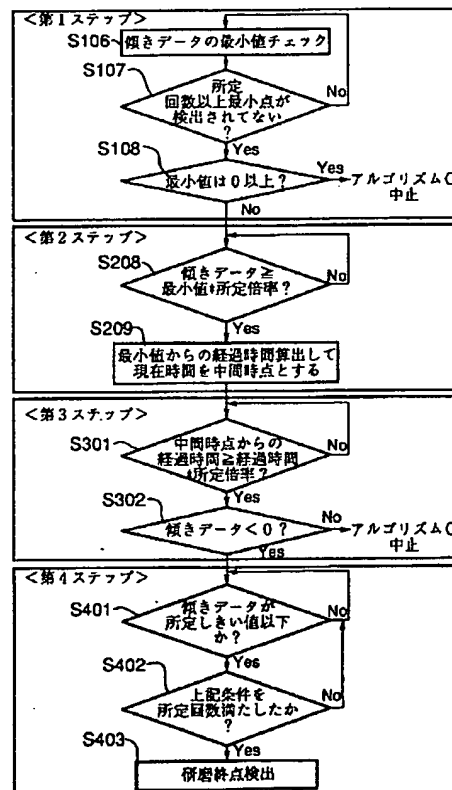 <第1ステップ>
S106
傾きデータの最小値チェック
S107
所定
回数以上最小点が
検出されてない
?
No
Yes
S108
最小値は0以上?
Yes
アルゴリズムC
中止
No
<第2ステップ>
S208
傾きデータ≧
最小値*所定倍率?
No
Yes
S209
最小値からの経過時間算出して
現在時間を中間時点とする
<第3ステップ>
S301
中間時点からの
経過時間≧経過時間
*所定倍率?
No
Yes
S302
傾きデータ<0?
No
アルゴリズムC
中止
Yes
<第4ステップ>
S401
傾きデータが
所定しきい値以下
か?
No
Yes
S402
上記条件を
所定回数満たしたか
?
No
Yes
S403
研磨終点検出